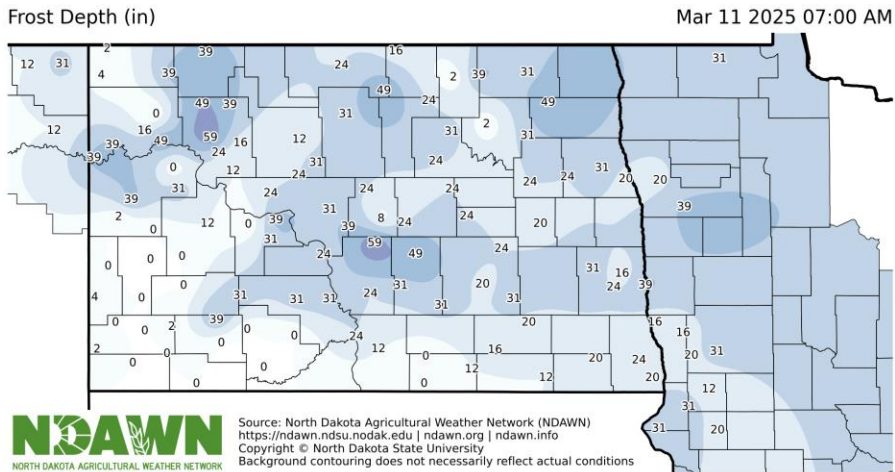 Frost Depth (in) Mar 11 2025 07:00 AM
2 39 16
12 31 24 31 31
4 39 2 39
49
49 39 24 49
0 31
12 16 59 31 2
39 49 16 12 31
39 24 24
0 12 31 31
31 24 24 24 24 24 20 20
39 24
2 12 0 39 31 8 24 24 20 39
0 31 39
59 49 24
0 0 0 24 31 16
0 31 20 24 39
4 0 31 31 31 24 31 31
0 0 2 39 0 0 24 20 16 16
2 0 0 12 0 16 20 24 20 31
0 0 12 12 20 12
0 0 31
31 20
NDAWN
NORTH DAKOTA AGRICULTURAL WEATHER NETWORK
Source: North Dakota Agricultural Weather Network (NDAWN)
https://ndawn.ndsu.nodak.edu | ndawn.org | ndawn.info
Copyright © North Dakota State University
Background contouring does not necessarily reflect actual conditions